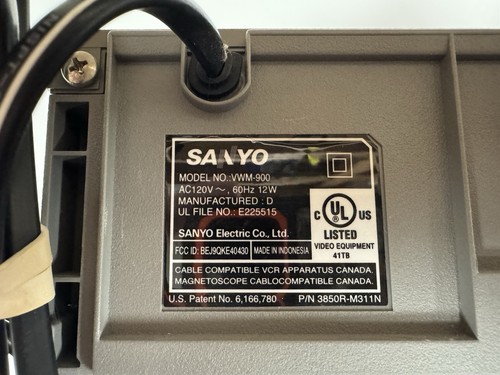 SANYO
MODEL NO.:VWM-900
AC120V ~, 60Hz 12W
MANUFACTURED : D
UL FILE NO.: E225515
SANYO Electric Co., Ltd.
FCC ID: BEJ9QKE40430 MADE IN INDONESIA
C UL US
LISTED
VIDEO EQUIPMENT
41TB
CABLE COMPATIBLE VCR APPARATUS CANADA.
MAGNETOSCOPE CABLOCOMPATIBLE CANADA.
U.S. Patent No. 6,166,780 P/N 3850R-M311N